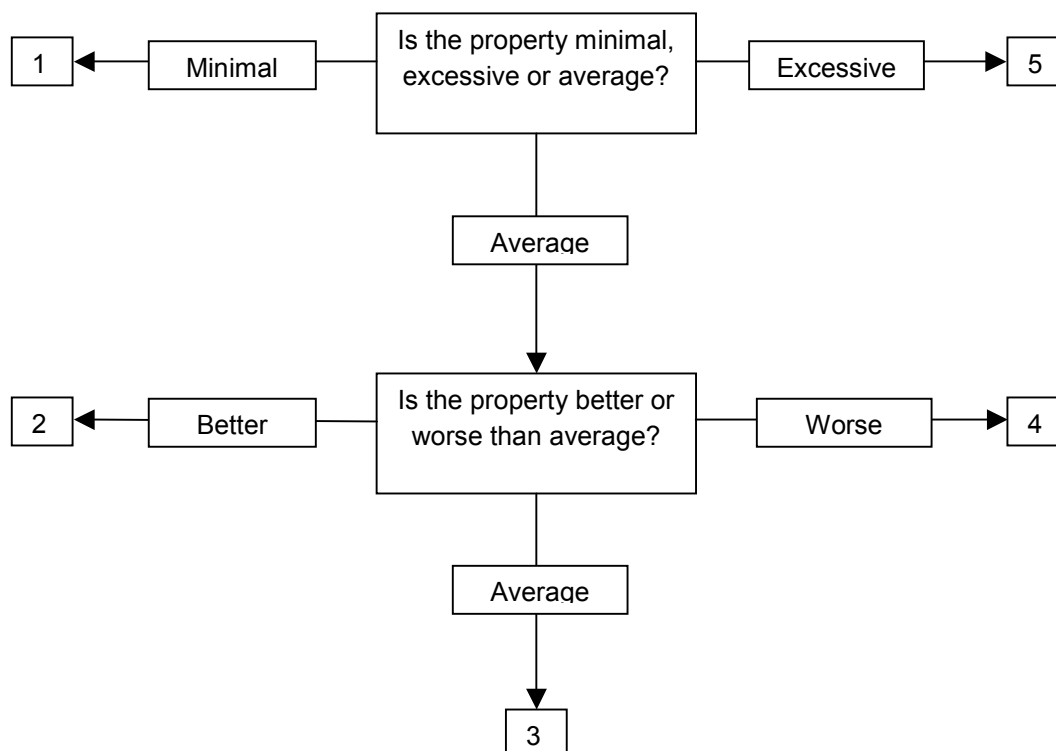 Is the property minimal,
excessive or average?
1
Minimal
Excessive
5
Average
Is the property better or
worse than average?
2
Better
Worse
4
Average
3